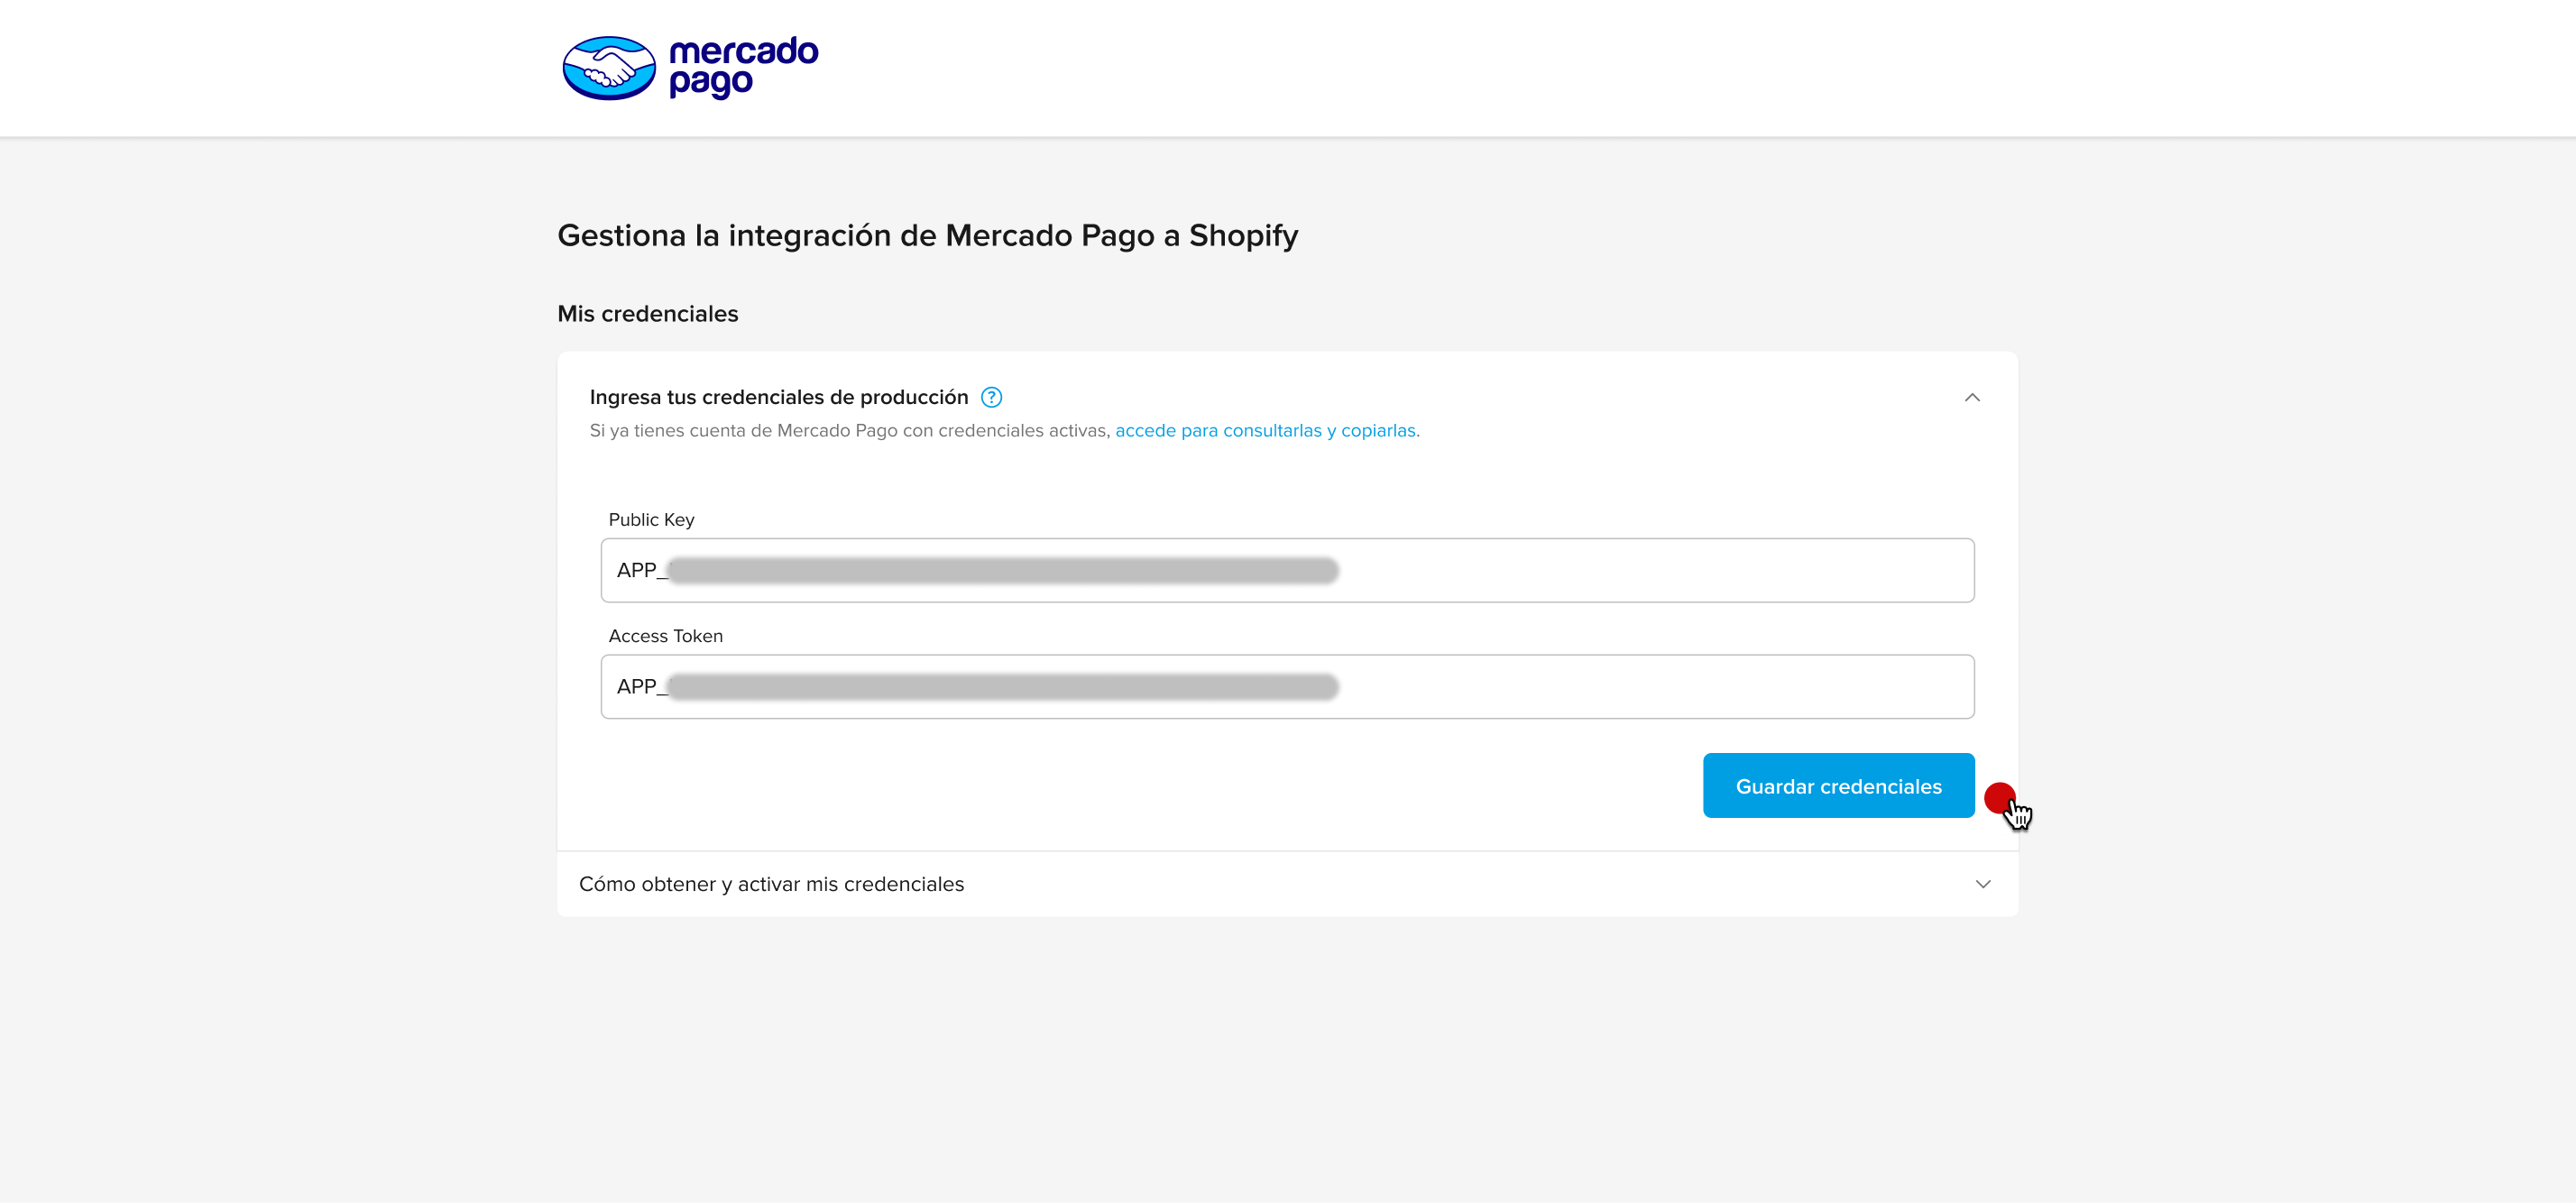 mercado
pago
Gestiona la integración de Mercado Pago a Shopify
Mis credenciales
Ingresa tus credenciales de producción ?
Si ya tienes cuenta de Mercado Pago con credenciales activas, accede para consultarlas y copiarlas.
Public Key
APP_
Access Token
APP_
Guardar credenciales
Cómo obtener y activar mis credenciales